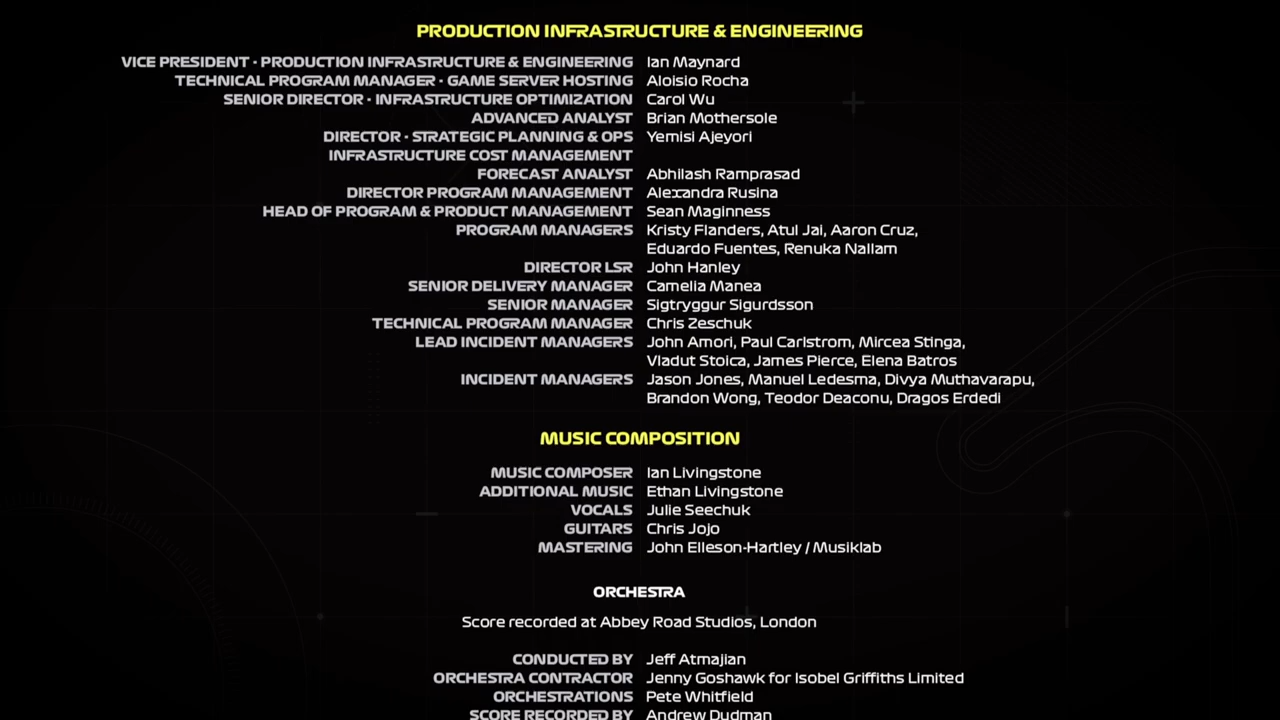 PRODUCTION INFRASTRUCTURE & ENGINEERING
VICE PRESIDENT - PRODUCTION INFRASTRUCTURE & ENGINEERING Ian Maynard
TECHNICAL PROGRAM MANAGER - GAME SERVER HOSTING Aloisio Rocha
SENIOR DIRECTOR - INFRASTRUCTURE OPTIMIZATION Carol Wu
ADVANCED ANALYST Brian Mothersole
DIRECTOR - STRATEGIC PLANNING & OPS Yemisi Ajeyori
INFRASTRUCTURE COST MANAGEMENT
FORECAST ANALYST Abhilash Ramprasad
DIRECTOR PROGRAM MANAGEMENT Alexandra Rusina
HEAD OF PROGRAM & PRODUCT MANAGEMENT Sean Maginness
PROGRAM MANAGERS Kristy Flanders, Atul Jai, Aaron Cruz,
Eduardo Fuentes, Renuka Nallam
DIRECTOR LSR John Hanley
SENIOR DELIVERY MANAGER Camelia Manea
SENIOR MANAGER Sigtryggur Sigurdsson
TECHNICAL PROGRAM MANAGER Chris Zeschuk
LEAD INCIDENT MANAGERS John Amori, Paul Carlstrom, Mircea Stinga,
Vladut Stoica, James Pierce, Elena Batros
INCIDENT MANAGERS Jason Jones, Manuel Ledesma, Divya Muthavarapu,
Brandon Wong, Teodor Deaconu, Dragos Erdedi
MUSIC COMPOSITION
MUSIC COMPOSER Ian Livingstone
ADDITIONAL MUSIC Ethan Livingstone
VOCALS Julie Seechuk
GUITARS Chris Jojo
MASTERING John Elleson-Hartley / Musiklab
ORCHESTRA
Score recorded at Abbey Road Studios, London
CONDUCTED BY Jeff Atmajian
ORCHESTRA CONTRACTOR Jenny Goshawk for Isobel Griffiths Limited
ORCHESTRATIONS Pete Whitfield
SCORE RECORDED BY Andrew Dudman